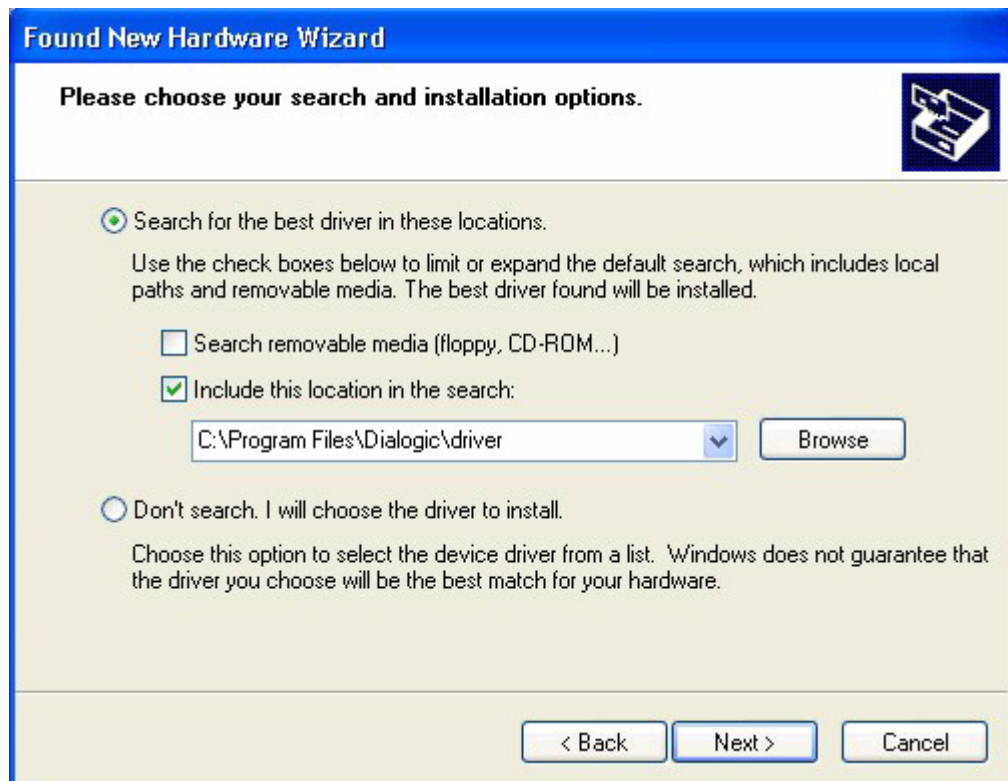 Found New Hardware Wizard
Please choose your search and installation options.
Search for the best driver in these locations.
Use the check boxes below to limit or expand the default search, which includes local
paths and removable media. The best driver found will be installed.
Search removable media (floppy, CD-ROM...)
Include this location in the search:
C:\Program Files\Dialogic\driver
Browse
Don't search. I will choose the driver to install.
Choose this option to select the device driver from a list.  Windows does not guarantee that
the driver you choose will be the best match for your hardware.
< Back
Next >
Cancel